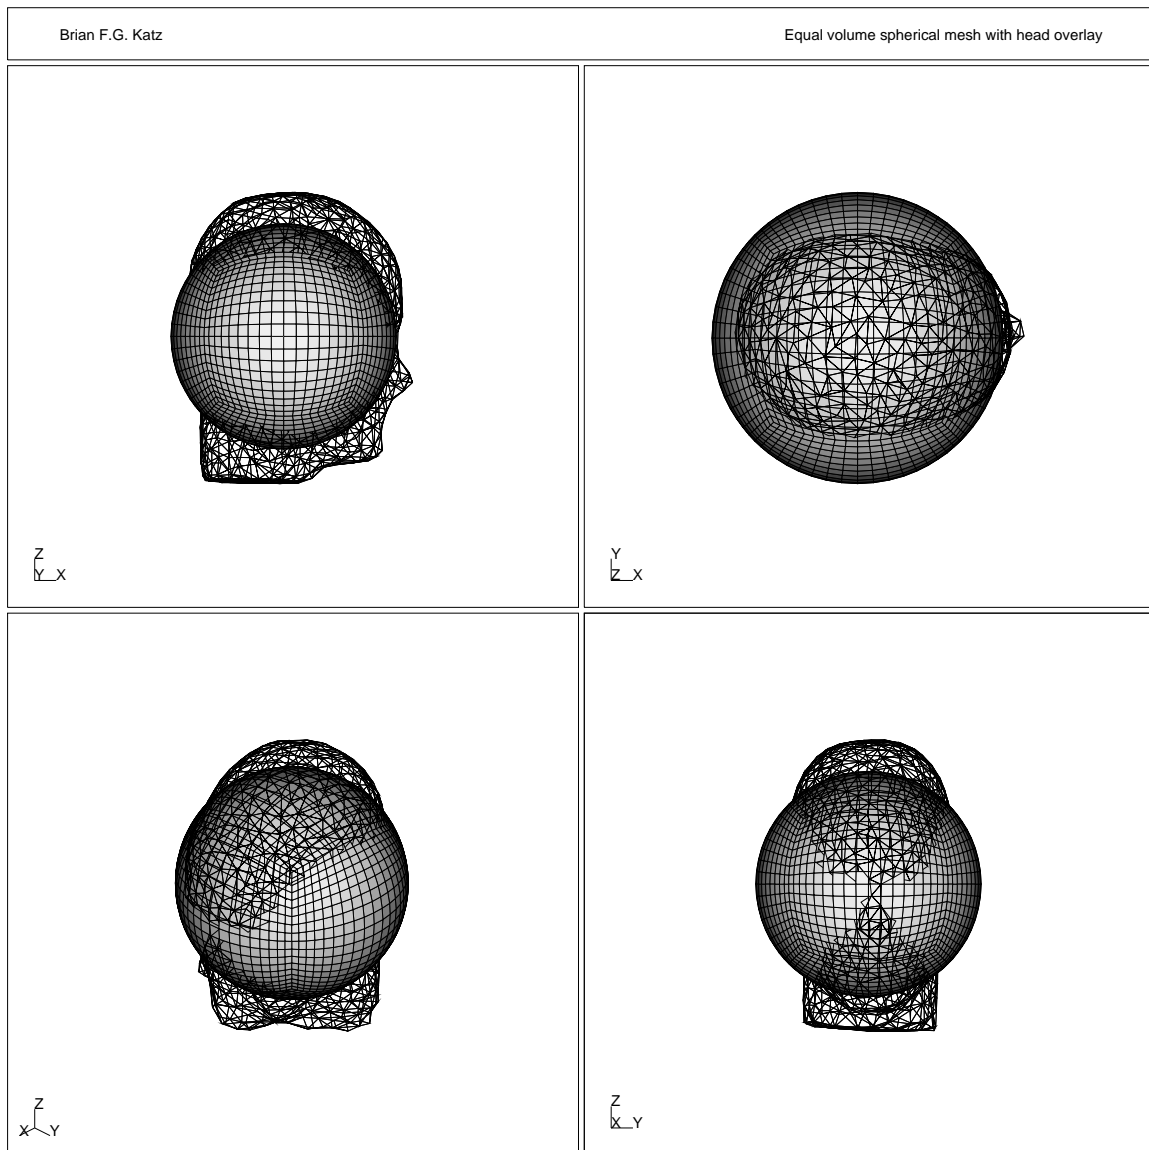 Brian F.G. Katz
Equal volume spherical mesh with head overlay
Z
Y X
Y
Z X
Z
X Y
Z
X Y